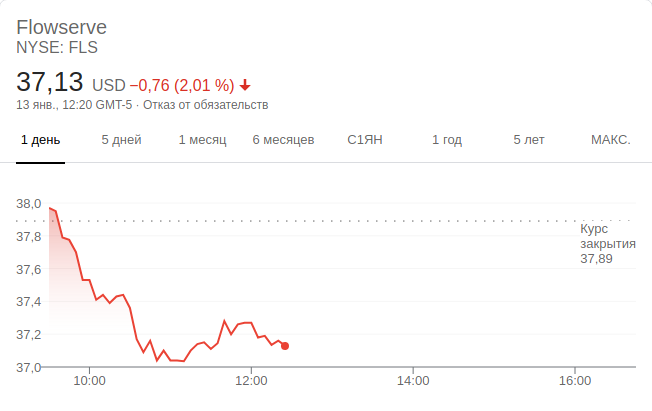 Flowserve
NYSE: FLS
37,13 USD −0,76 (2,01 %)
13 янв., 12:20 GMT-5 · Отказ от обязательств
1 день 5 дней 1 месяц 6 месяцев С1ЯН 1 год 5 лет МАКС.
38,0
37,8
37,6
37,4
37,2
37,0
Курс
закрытия
37,89
10:00 12:00 14:00 16:00